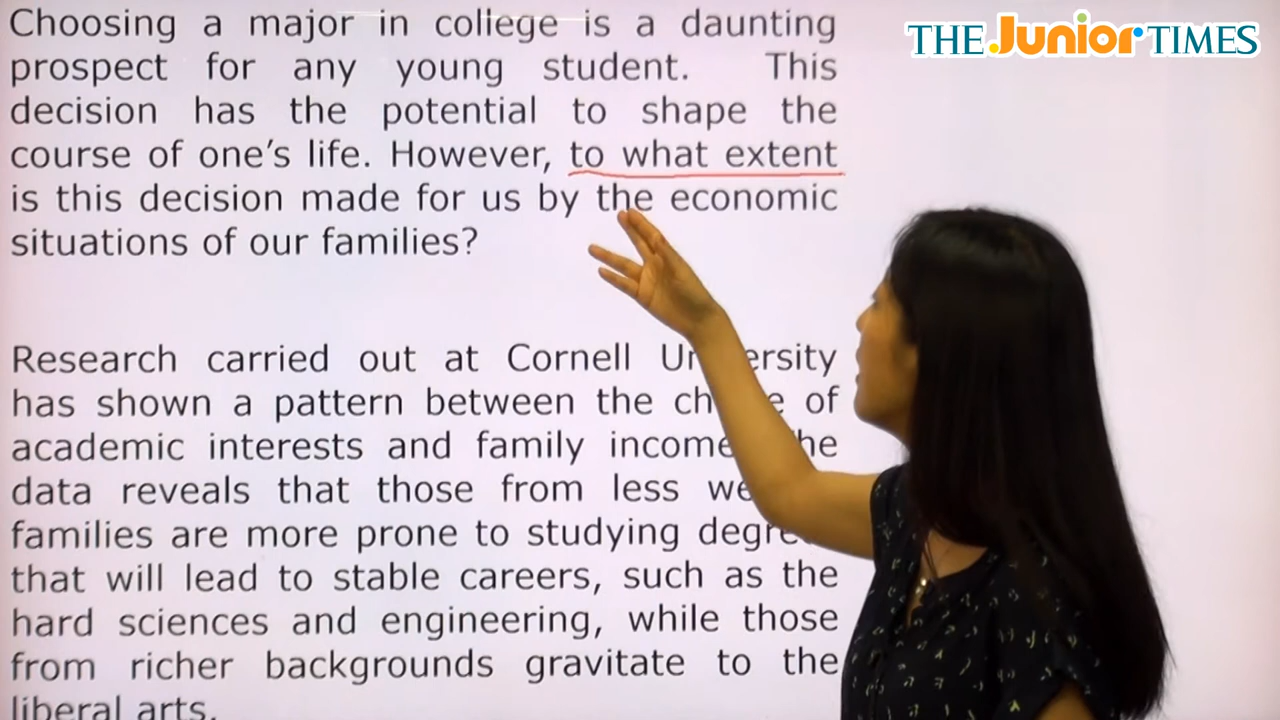 THE Junior TIMES
Choosing a major in college is a daunting
prospect for any young student. This
decision has the potential to shape the
course of one's life. However, to what extent
is this decision made for us by the economic
situations of our families?
Research carried out at Cornell
has shown a pattern between the of
academic interests and family income
data reveals that those from less
families are more prone to studying
that will lead to stable careers, such as the
hard sciences and engineering, while those
from richer backgrounds gravitate to the
liberal arts.